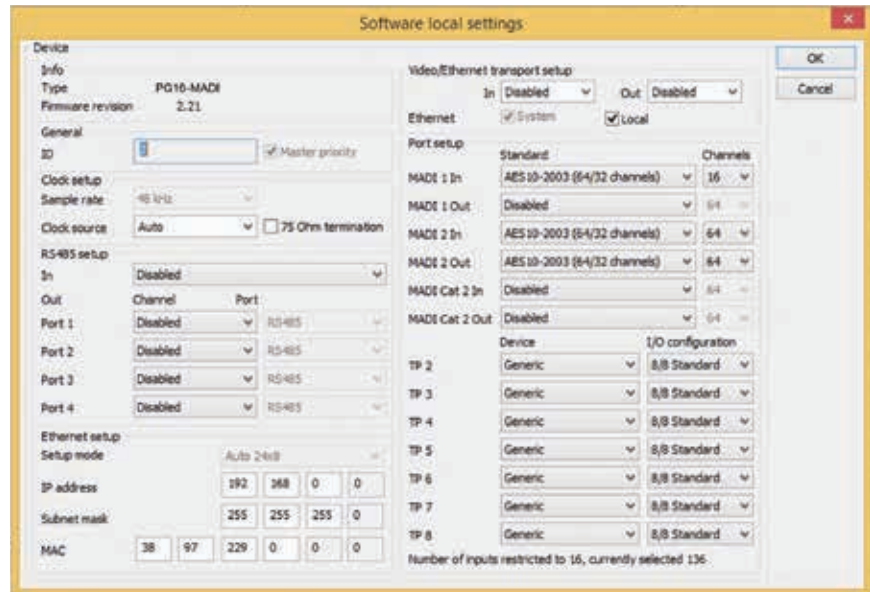 Software local settings
Device
Info
Type PG16-MADI
Firmware revision 2.21
General
ID
Master priority
Clock setup
Sample rate 48 kHz
Clock source Auto 75 Ohm termination
RS485 setup
In Disabled
Out Channel Port
Port 1 Disabled RS485
Port 2 Disabled RS485
Port 3 Disabled RS485
Port 4 Disabled RS485
Ethernet setup
Setup mode Auto 24x8
IP address 192 168 0 0
Subnet mask 255 255 255 0
MAC 38 97 229 0 0 0
Video/Ethernet transport setup
In Disabled Out Disabled
Ethernet System Local
Port setup
Standard Channels
MADI 1 In AES10-2003 (64/32 channels) 16
MADI 1 Out Disabled 64
MADI 2 In AES10-2003 (64/32 channels) 64
MADI 2 Out AES10-2003 (64/32 channels) 64
MADI Cat 2 In Disabled 64
MADI Cat 2 Out Disabled 64
Device I/O configuration
TP 2 Generic 8/8 Standard
TP 3 Generic 8/8 Standard
TP 4 Generic 8/8 Standard
TP 5 Generic 8/8 Standard
TP 6 Generic 8/8 Standard
TP 7 Generic 8/8 Standard
TP 8 Generic 8/8 Standard
Number of inputs restricted to 16, currently selected 136
OK
Cancel